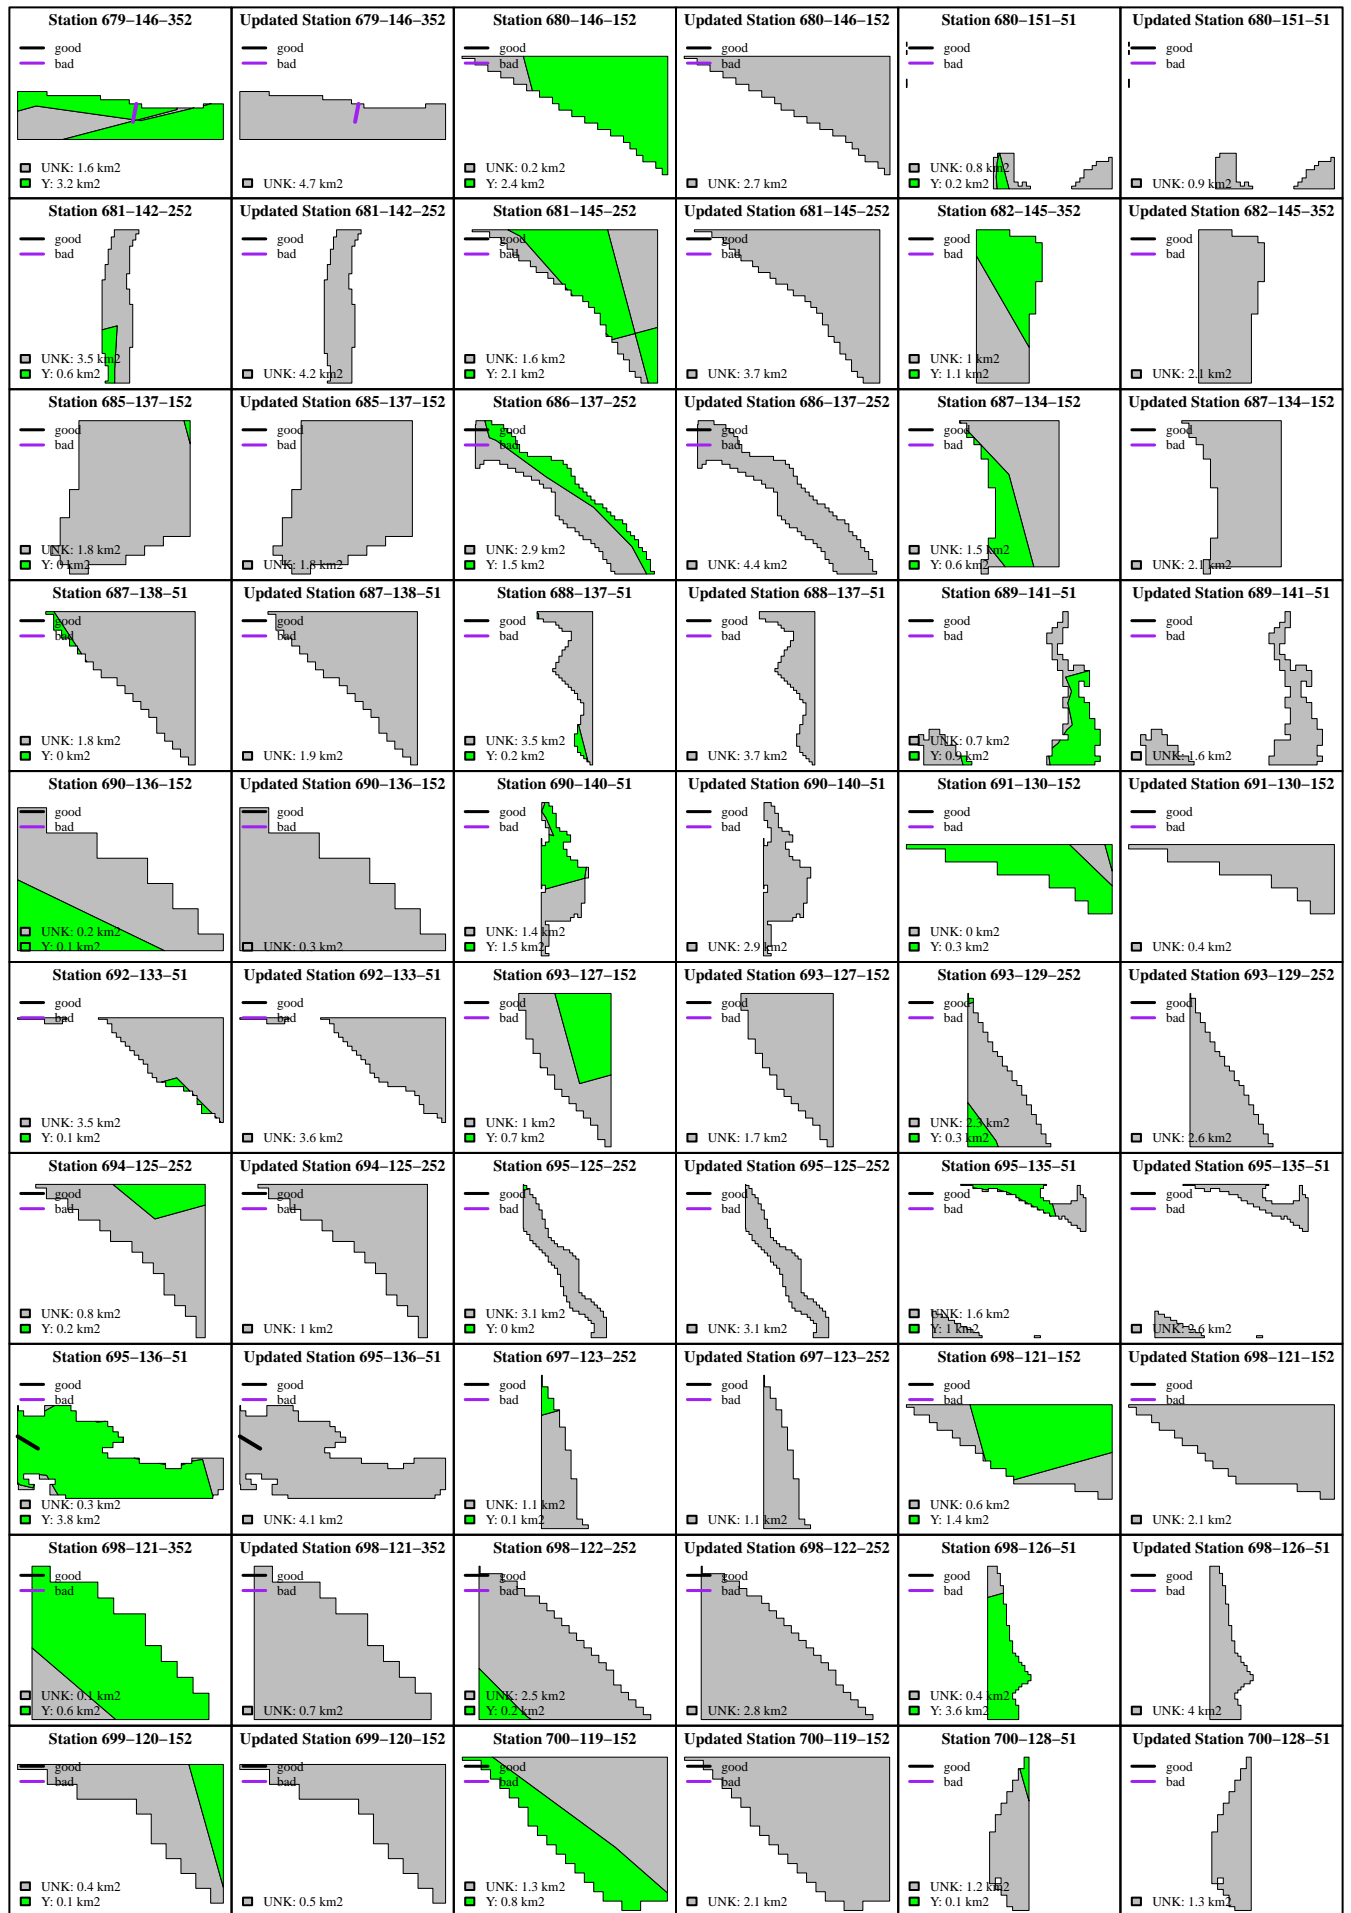 Station 679−146−352
good
bad
UNK: 1.6 km2
Y: 3.2 km2
Updated Station 679−146−352
good
bad
UNK: 4.7 km2
Station 680−146−152
good
bad
UNK: 0.2 km2
Y: 2.4 km2
Updated Station 680−146−152
good
bad
UNK: 2.7 km2
Station 680−151−51
good
bad
UNK: 0.8 km2
Y: 0.2 km2
Updated Station 680−151−51
good
bad
UNK: 0.9 km2
Station 681−142−252
good
bad
UNK: 3.5 km2
Y: 0.6 km2
Updated Station 681−142−252
good
bad
UNK: 4.2 km2
Station 681−145−252
good
bad
UNK: 1.6 km2
Y: 2.1 km2
Updated Station 681−145−252
good
bad
UNK: 3.7 km2
Station 682−145−352
good
bad
UNK: 1 km2
Y: 1.1 km2
Updated Station 682−145−352
good
bad
UNK: 2.1 km2
Station 685−137−152
good
bad
UNK: 1.8 km2
Y: 0 km2
Updated Station 685−137−152
good
bad
UNK: 1.8 km2
Station 686−137−252
good
bad
UNK: 2.9 km2
Y: 1.5 km2
Updated Station 686−137−252
good
bad
UNK: 4.4 km2
Station 687−134−152
good
bad
UNK: 1.5 km2
Y: 0.6 km2
Updated Station 687−134−152
good
bad
UNK: 2.1 km2
Station 687−138−51
good
bad
UNK: 1.8 km2
Y: 0 km2
Updated Station 687−138−51
good
bad
UNK: 1.9 km2
Station 688−137−51
good
bad
UNK: 3.5 km2
Y: 0.2 km2
Updated Station 688−137−51
good
bad
UNK: 3.7 km2
Station 689−141−51
good
bad
UNK: 0.7 km2
Y: 0.9 km2
Updated Station 689−141−51
good
bad
UNK: 1.6 km2
Station 690−136−152
good
bad
UNK: 0.2 km2
Y: 0.1 km2
Updated Station 690−136−152
good
bad
UNK: 0.3 km2
Station 690−140−51
good
bad
UNK: 1.4 km2
Y: 1.5 km2
Updated Station 690−140−51
good
bad
UNK: 2.9 km2
Station 691−130−152
good
bad
UNK: 0 km2
Y: 0.3 km2
Updated Station 691−130−152
good
bad
UNK: 0.4 km2
Station 692−133−51
good
bad
UNK: 3.5 km2
Y: 0.1 km2
Updated Station 692−133−51
good
bad
UNK: 3.6 km2
Station 693−127−152
good
bad
UNK: 1 km2
Y: 0.7 km2
Updated Station 693−127−152
good
bad
UNK: 1.7 km2
Station 693−129−252
good
bad
UNK: 2.3 km2
Y: 0.3 km2
Updated Station 693−129−252
good
bad
UNK: 2.6 km2
Station 694−125−252
good
bad
UNK: 0.8 km2
Y: 0.2 km2
Updated Station 694−125−252
good
bad
UNK: 1 km2
Station 695−125−252
good
bad
UNK: 3.1 km2
Y: 0 km2
Updated Station 695−125−252
good
bad
UNK: 3.1 km2
Station 695−135−51
good
bad
UNK: 1.6 km2
Y: 1 km2
Updated Station 695−135−51
good
bad
UNK: 2.6 km2
Station 695−136−51
good
bad
UNK: 0.3 km2
Y: 3.8 km2
Updated Station 695−136−51
good
bad
UNK: 4.1 km2
Station 697−123−252
good
bad
UNK: 1.1 km2
Y: 0.1 km2
Updated Station 697−123−252
good
bad
UNK: 1.1 km2
Station 698−121−152
good
bad
UNK: 0.6 km2
Y: 1.4 km2
Updated Station 698−121−152
good
bad
UNK: 2.1 km2
Station 698−121−352
good
bad
UNK: 0.1 km2
Y: 0.6 km2
Updated Station 698−121−352
good
bad
UNK: 0.7 km2
Station 698−122−252
good
bad
UNK: 2.5 km2
Y: 0.2 km2
Updated Station 698−122−252
good
bad
UNK: 2.8 km2
Station 698−126−51
good
bad
UNK: 0.4 km2
Y: 3.6 km2
Updated Station 698−126−51
good
bad
UNK: 4 km2
Station 699−120−152
good
bad
UNK: 0.4 km2
Y: 0.1 km2
Updated Station 699−120−152
good
bad
UNK: 0.5 km2
Station 700−119−152
good
bad
UNK: 1.3 km2
Y: 0.8 km2
Updated Station 700−119−152
good
bad
UNK: 2.1 km2
Station 700−128−51
good
bad
UNK: 1.2 km2
Y: 0.1 km2
Updated Station 700−128−51
good
bad
UNK: 1.3 km2